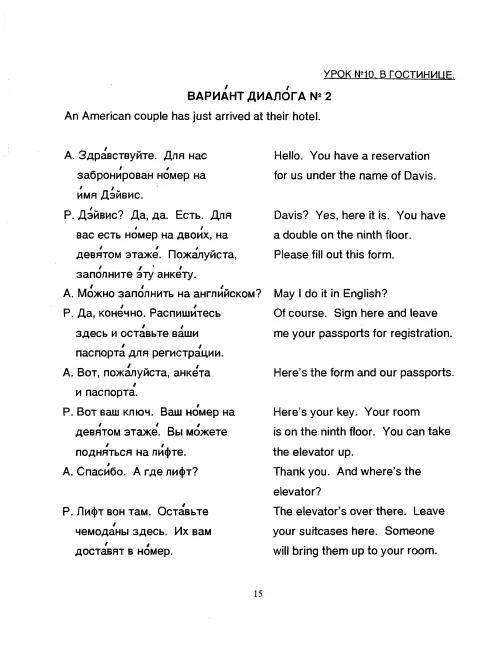 УРОК №10. В ГОСТИНИЦЕ.
ВАРИА́НТ ДИАЛО́ГА № 2
An American couple has just arrived at their hotel.
А. Здра́вствуйте. Для нас Hello. You have a reservation
заброни́рован но́мер на for us under the name of Davis.
и́мя Дэ́йвис.
Р. Дэ́йвис? Да, да. Есть. Для Davis? Yes, here it is. You have
вас есть но́мер на двои́х, на a double on the ninth floor.
девя́том этаже́. Пожа́луйста, Please fill out this form.
запо́лните э́ту анке́ту.
А. Мо́жно запо́лнить на англи́йском? May I do it in English?
Р. Да, коне́чно. Распиши́тесь Of course. Sign here and leave
здесь и оста́вьте ва́ши me your passports for registration.
паспорта́ для регистра́ции.
А. Вот, пожа́луйста, анке́та Here's the form and our passports.
и паспорта́.
Р. Вот ваш ключ. Ваш но́мер на Here's your key. Your room
девя́том этаже́. Вы мо́жете is on the ninth floor. You can take
подня́ться на ли́фте. the elevator up.
А. Спаси́бо. А где лифт? Thank you. And where's the
elevator?
Р. Лифт вон там. Оста́вьте The elevator's over there. Leave
чемода́ны здесь. Их вам your suitcases here. Someone
доста́вят в но́мер. will bring them up to your room.
15